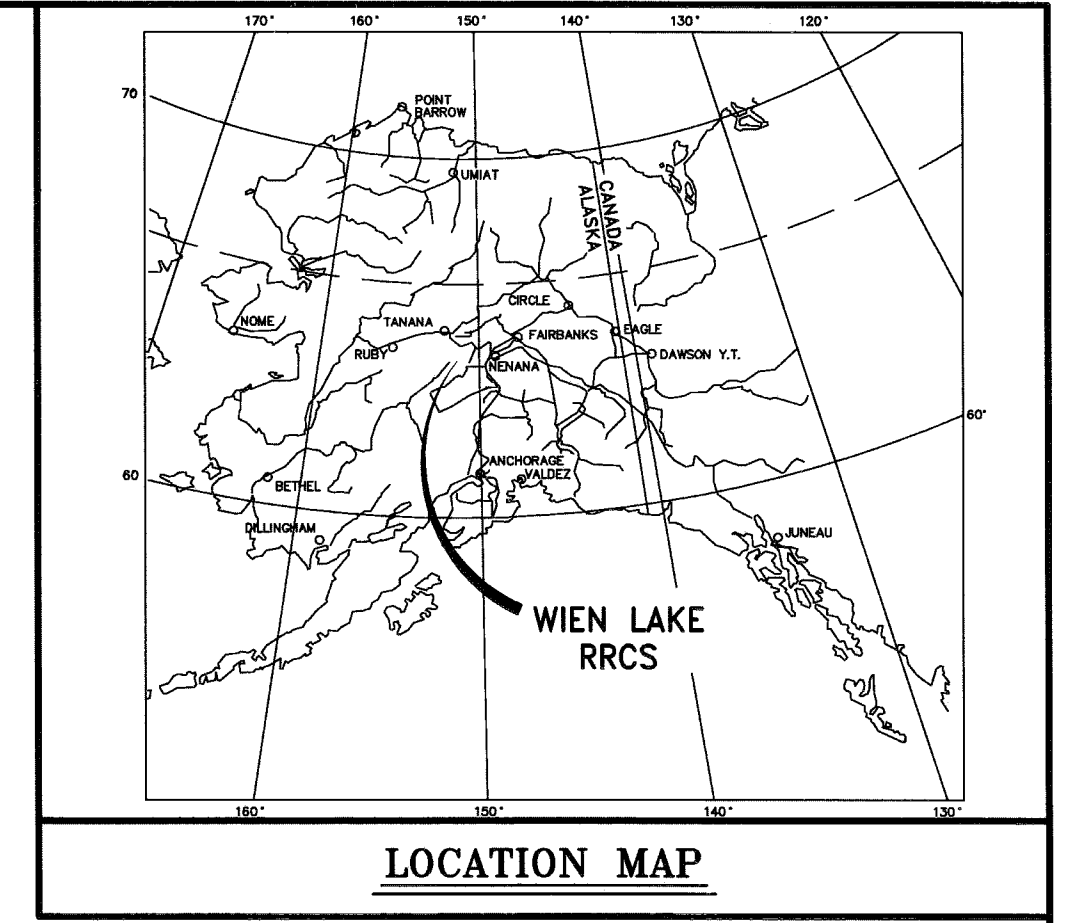 170° 160° 150° 140° 130° 120°
70
POINT
BARROW
UMIAT
CANADA
ALASKA
CIRCLE
NOME
TANANA
FAIRBANKS
EAGLE
RUBY
DAWSON Y.T.
NENANA
60°
ANCHORAGE
60
VALDEZ
BETHEL
DILLINGHAM
JUNEAU
WIEN LAKE
RRCS
160° 150° 140° 130°
LOCATION MAP